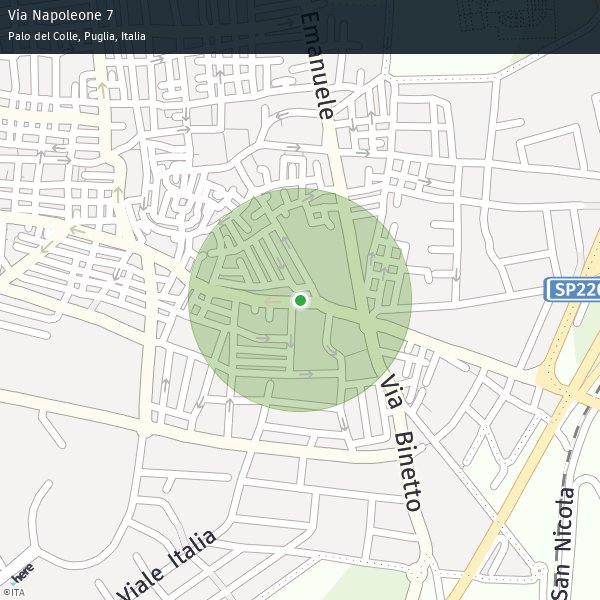 Via Napoleone 7
Palo del Colle, Puglia, Italia
Emanuele
SP220
Via Binetto
Viale Italia
San Nicola
here
©ITA